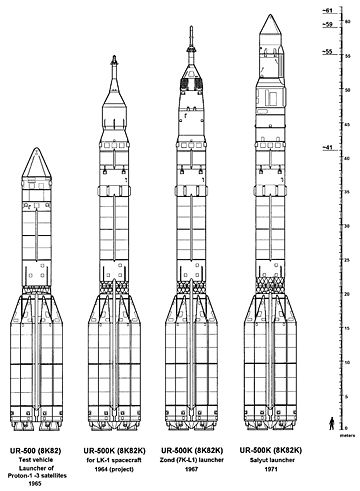 ~61
~59
~55
~41
60
55
50
45
40
35
30
25
20
15
10
5
0
meters
UR-500 (8K82)
Test vehicle
Launcher of
Proton-1 -3 satellites
1965
UR-500K (8K82K)
for LK-1 spacecraft
1964 (project)
UR-500K (8K82K)
Zond (7K-L1) launcher
1967
UR-500K (8K82K)
Salyut launcher
1971